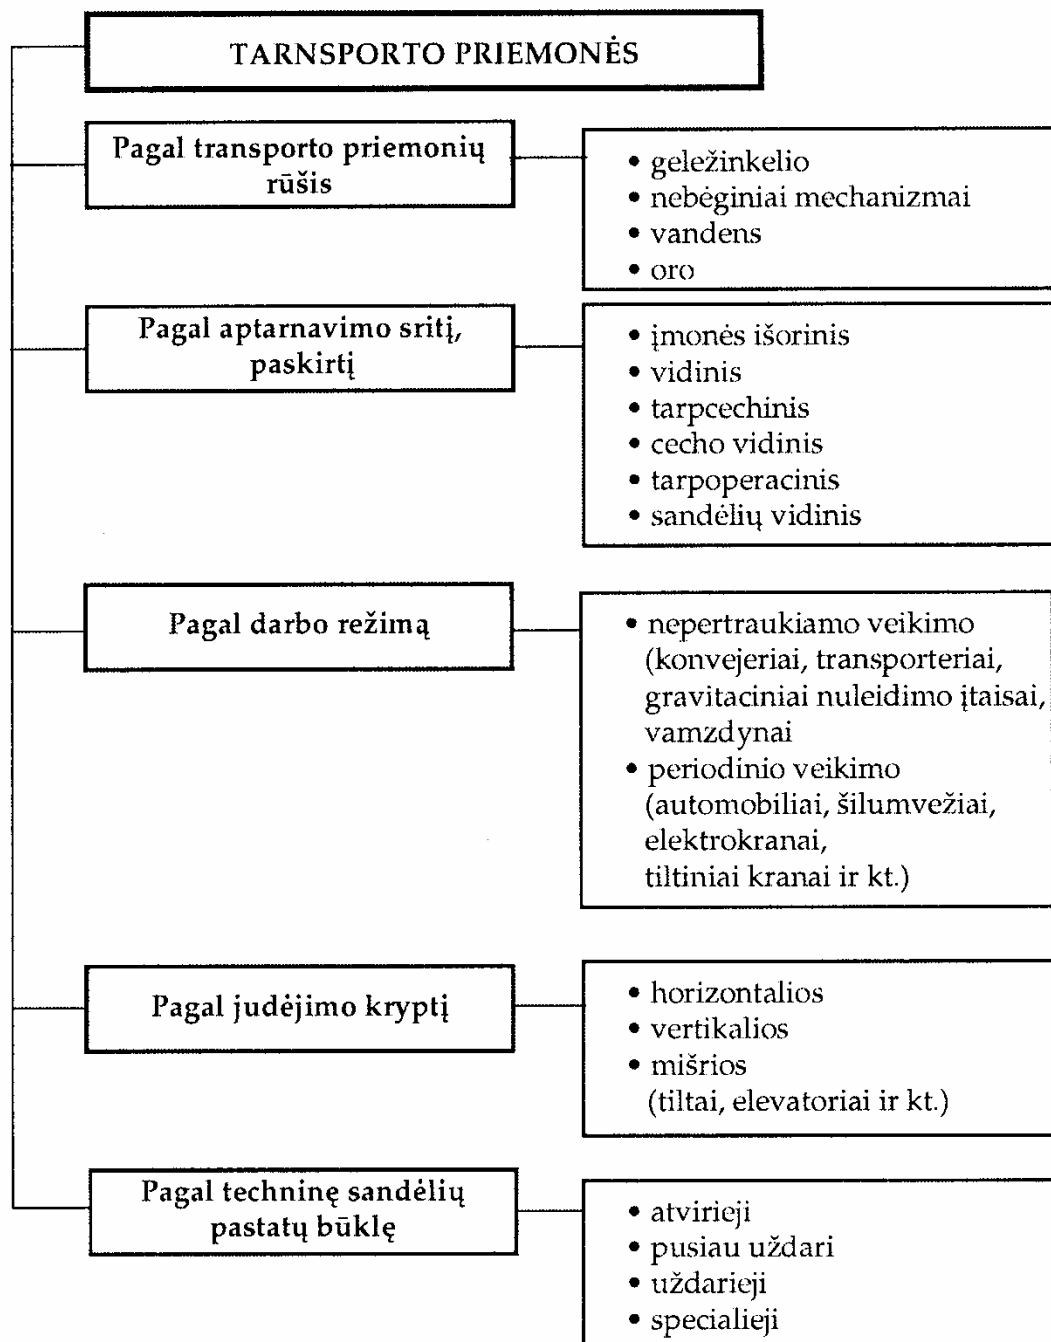 TARNSPORTO PRIEMONĖS
Pagal transporto priemonių
rūšis
• geležinkelio
• nebėginiai mechanizmai
• vandens
• oro
Pagal aptarnavimo sritį,
paskirtį
• įmonės išorinis
• vidinis
• tarpcechinis
• cecho vidinis
• tarpoperacinis
• sandėlių vidinis
Pagal darbo režimą
• nepertraukiamo veikimo
(konvejeriai, transporteriai,
gravitaciniai nuleidimo įtaisai,
vamzdynai
• periodinio veikimo
(automobiliai, šilumvežiai,
elektrokranai,
tiltiniai kranai ir kt.)
Pagal judėjimo kryptį
• horizontalios
• vertikalios
• mišrios
(tiltai, elevatoriai ir kt.)
Pagal techninę sandėlių
pastatų būklę
• atvirieji
• pusiau uždari
• uždarieji
• specialieji